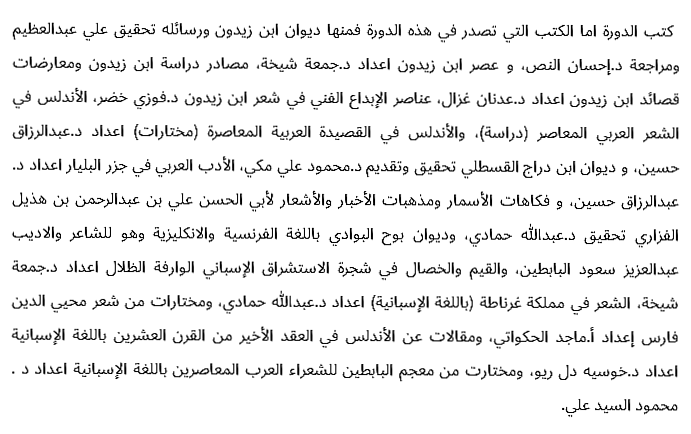 كتب الدورة اما الكتب التي تصدر في هذه الدورة فمنها ديوان ابن زيدون ورسائله تحقيق علي عبدالعظيم
ومراجعة د.إحسان النص، و عصر ابن زيدون اعداد د.جمعة شيخة، مصادر دراسة ابن زيدون ومعارضات
قصائد ابن زيدون اعداد د.عدنان غزال، عناصر الإبداع الفني في شعر ابن زيدون د.فوزي خضر، الأندلس في
الشعر العربي المعاصر (دراسة)، والأندلس في القصيدة العربية المعاصرة (مختارات) اعداد د.عبدالرزاق
حسين، و ديوان ابن دراج القسطلي تحقيق وتقديم د.محمود علي مكي، الأدب العربي في جزر البليار اعداد د.
عبدالرزاق حسين، و فكاهات الأسمار ومذهبات الأخبار والأشعار لأبي الحسن علي بن عبدالرحمن بن هذيل
الفزاري تحقيق د.عبدالله حمادي، وديوان بوح البوادي باللغة الفرنسية والانكليزية وهو للشاعر والاديب
عبدالعزيز سعود البابطين، والقيم والخصال في شجرة الاستشراق الإسباني الوارفة الظلال اعداد د.جمعة
شيخة، الشعر في مملكة غرناطة (باللغة الإسبانية) اعداد د.عبدالله حمادي، ومختارات من شعر محيي الدين
فارس إعداد أ.ماجد الحكواتي، ومقالات عن الأندلس في العقد الأخير من القرن العشرين باللغة الإسبانية
اعداد د.خوسيه دل ريو، ومختارت من معجم البابطين للشعراء العرب المعاصرين باللغة الإسبانية اعداد د .
محمود السيد علي.